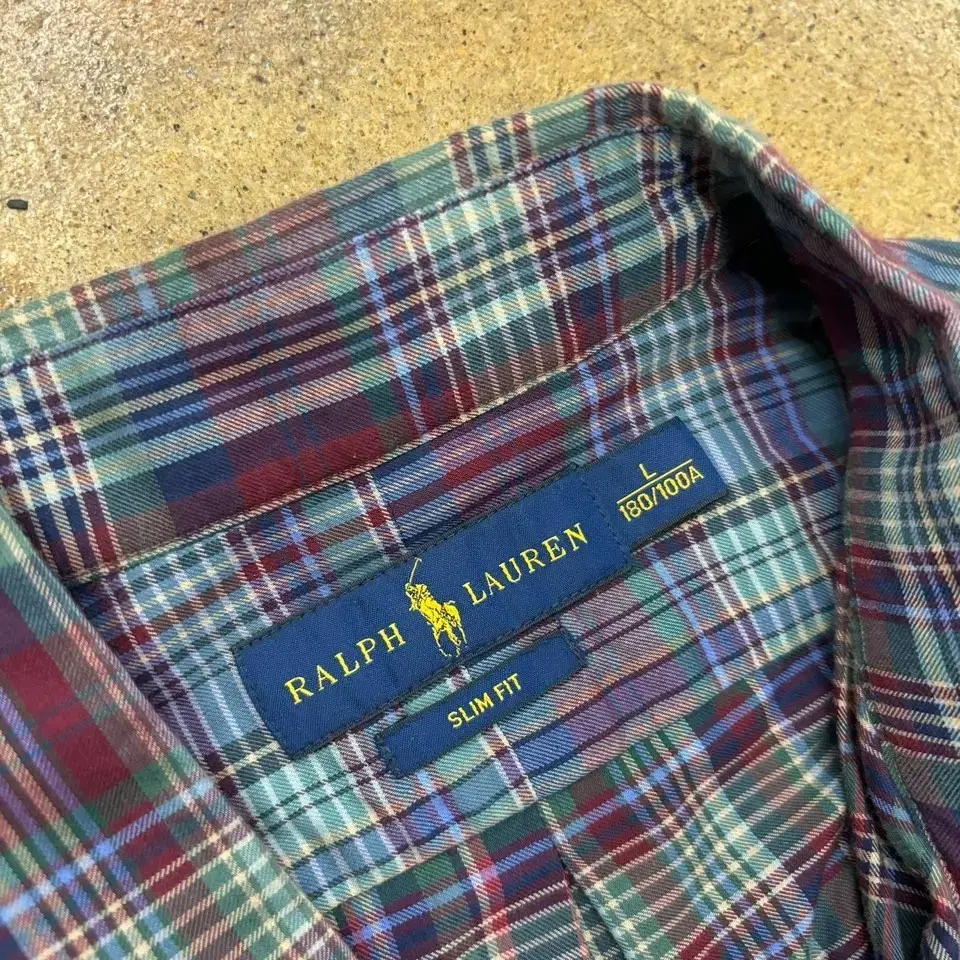 L
180/100A
RALPH LAUREN
SLIM FIT